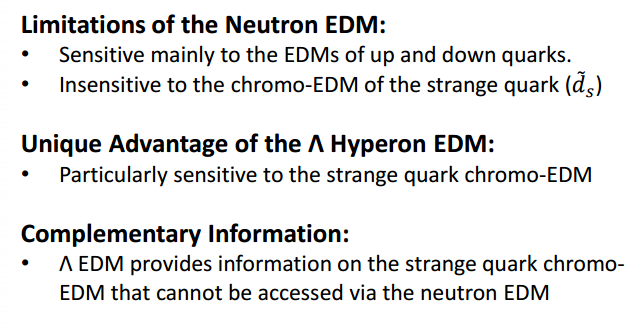 Limitations of the Neutron EDM:
• Sensitive mainly to the EDMs of up and down quarks.
• Insensitive to the chromo-EDM of the strange quark (d̃ₛ)
Unique Advantage of the Λ Hyperon EDM:
• Particularly sensitive to the strange quark chromo-EDM
Complementary Information:
• Λ EDM provides information on the strange quark chromo-
EDM that cannot be accessed via the neutron EDM